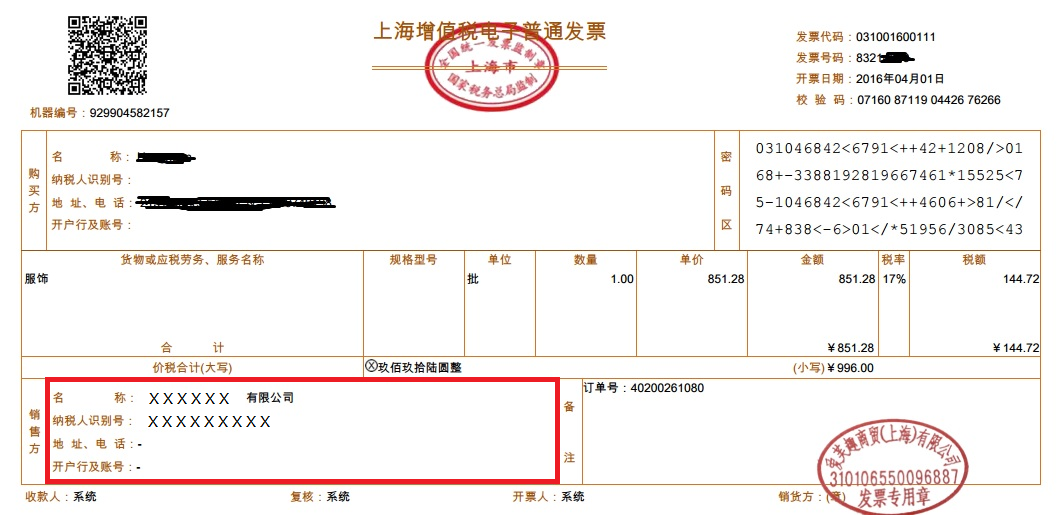 上海增值税电子普通发票
全国统一发票监制章
上海市
国家税务总局监制
发票代码：031001600111
发票号码：8321
开票日期：2016年04月01日
校 验 码：07160 87119 04426 76266
机器编号：929904582157
购买方
名 称：
纳税人识别号：
地 址、电 话：
开户行及账号：
密码区
031046842<6791<++42+1208/>01
68+-3388192819667461*15525<7
5-1046842<6791<++4606+>81/</
74+838<-6>01</*51956/3085<43
货物或应税劳务、服务名称 规格型号 单位 数量 单价 金额 税率 税额
服饰 批 1.00 851.28 851.28 17% 144.72
合 计 ￥851.28 ￥144.72
价税合计(大写) ⓧ玖佰玖拾陆圆整 (小写)￥996.00
销售方
名 称： XXXXXX 有限公司
纳税人识别号： XXXXXXXXX
地 址、电 话：-
开户行及账号：-
备注
订单号：40200261080
爱芙趣商贸(上海)有限公司
310106550096887
发票专用章
收款人：系统 复核：系统 开票人：系统 销货方：(章)